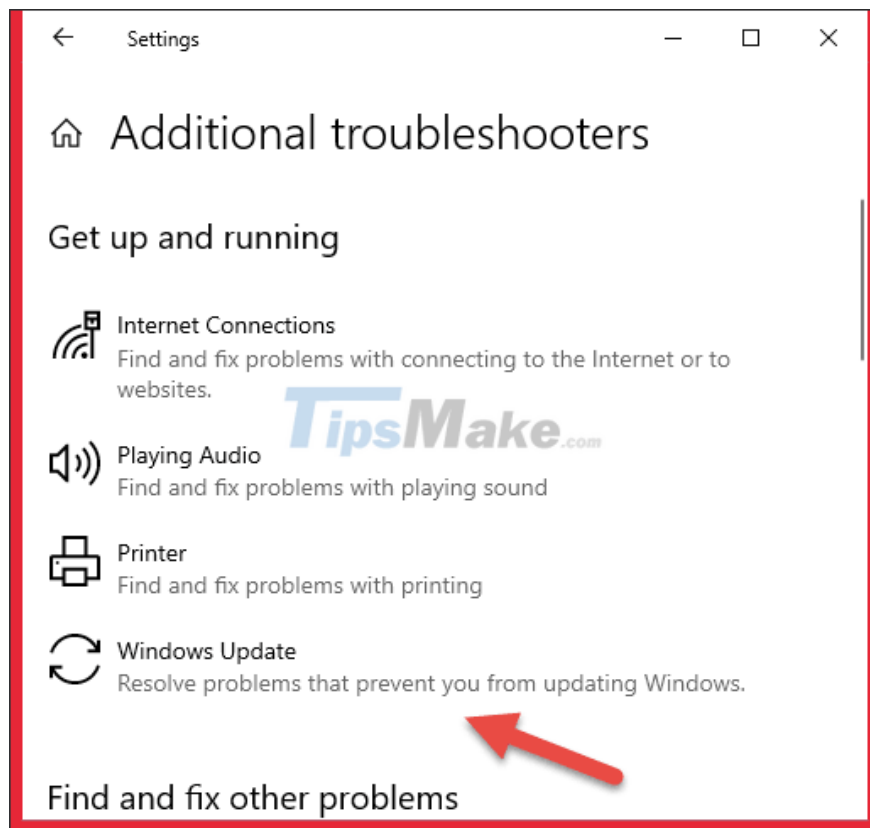 Settings
Additional troubleshooters
Get up and running
Internet Connections
Find and fix problems with connecting to the Internet or to
websites.
TipsMake.com
Playing Audio
Find and fix problems with playing sound
Printer
Find and fix problems with printing
Windows Update
Resolve problems that prevent you from updating Windows.
Find and fix other problems